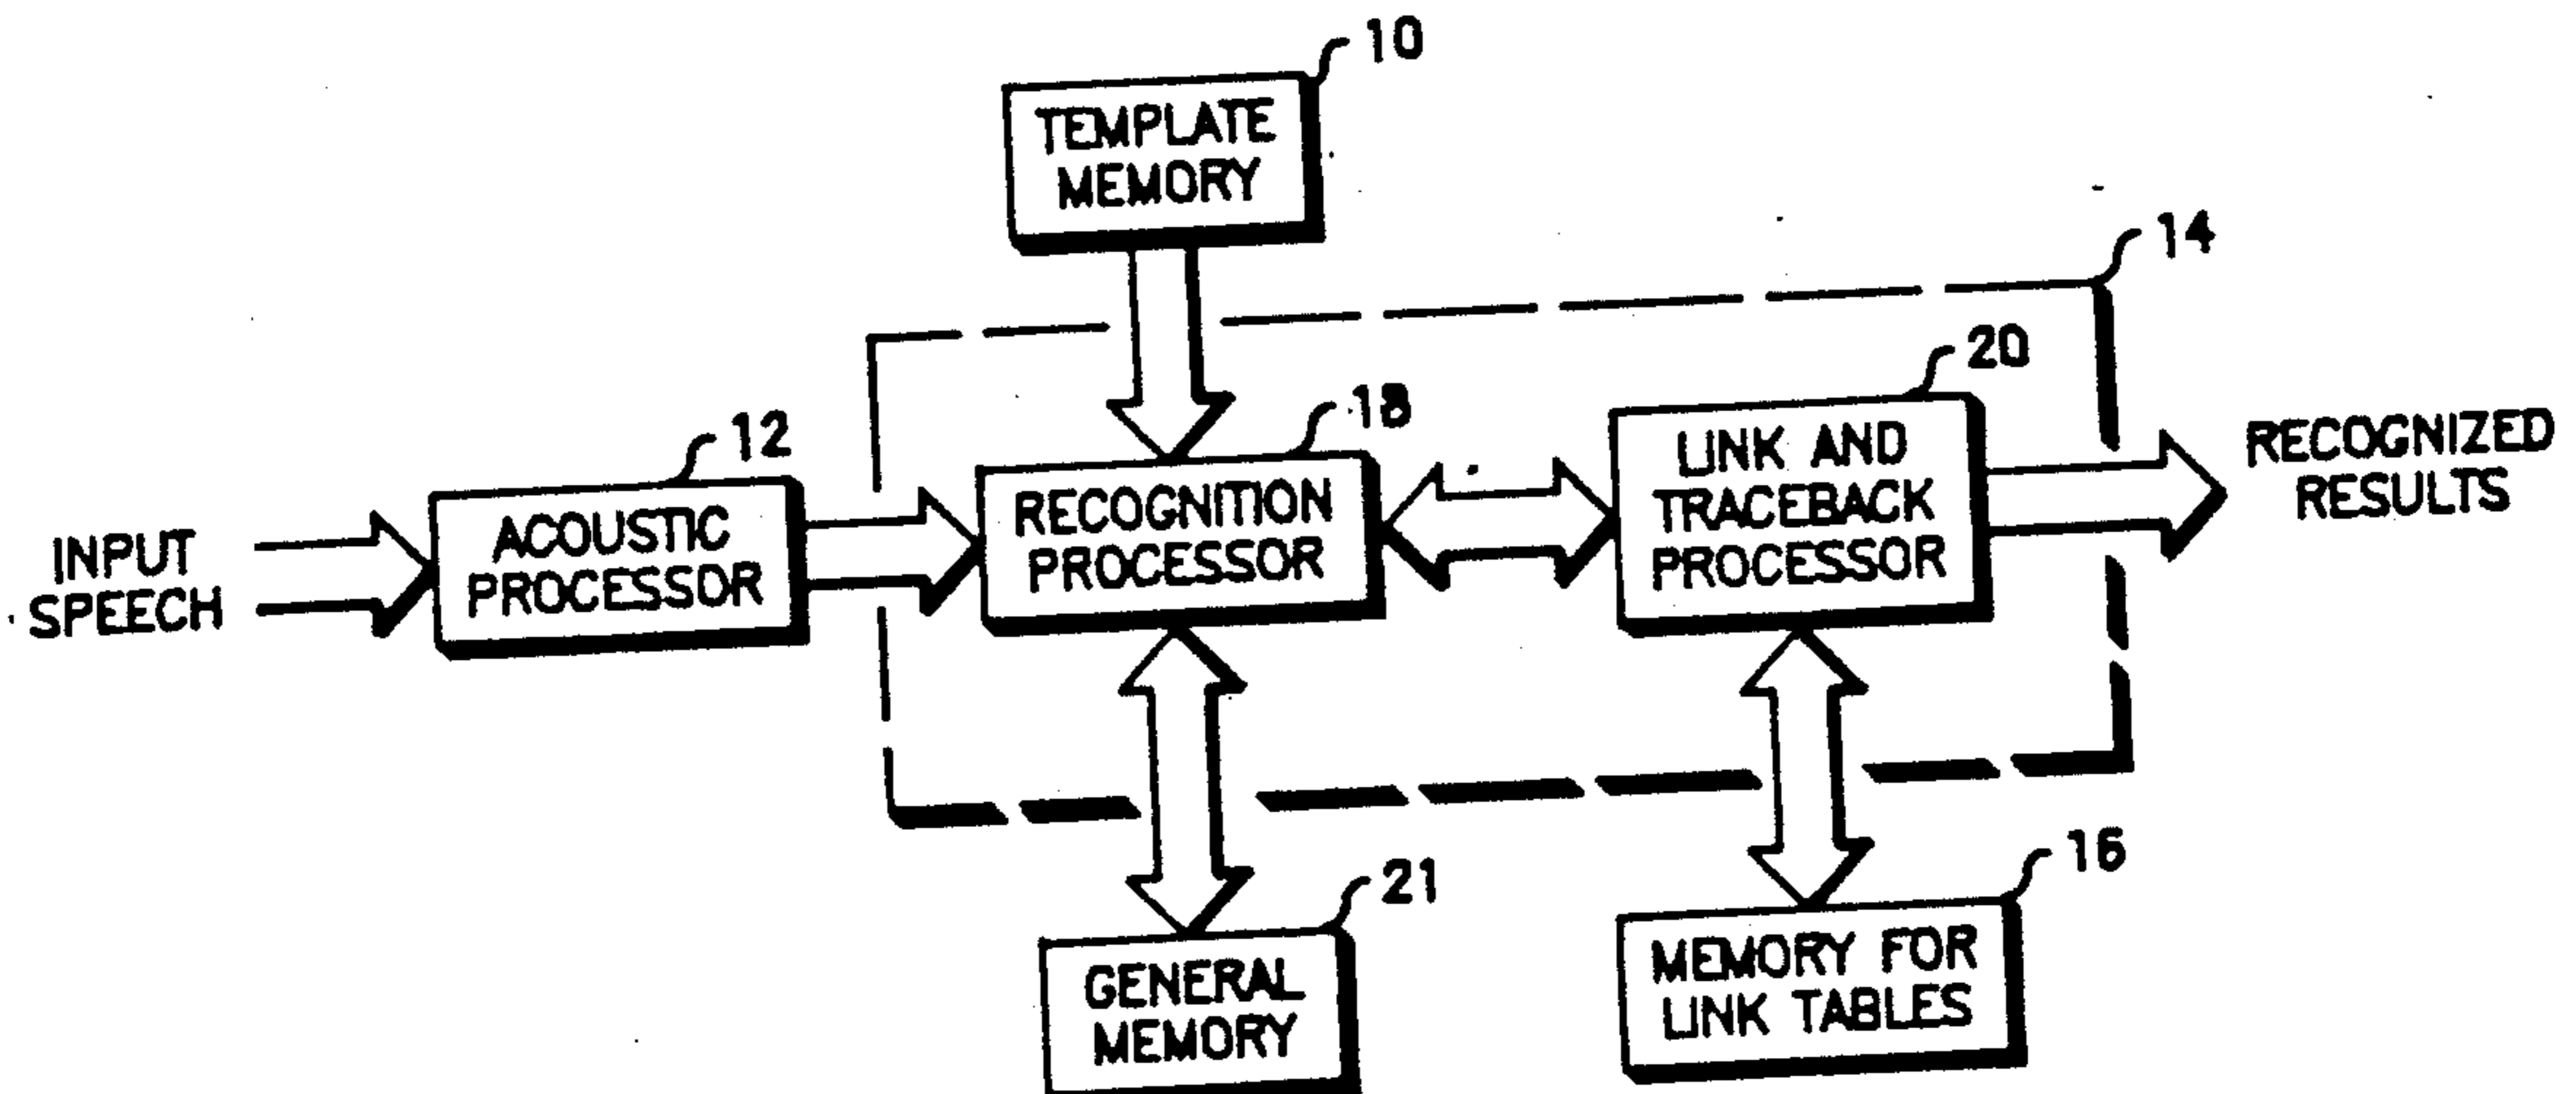 10
TEMPLATE
MEMORY
14
20
18
12
LINK AND
TRACEBACK
PROCESSOR
RECOGNIZED
RESULTS
RECOGNITION
PROCESSOR
ACOUSTIC
PROCESSOR
INPUT
SPEECH
16
21
MEMORY FOR
LINK TABLES
GENERAL
MEMORY